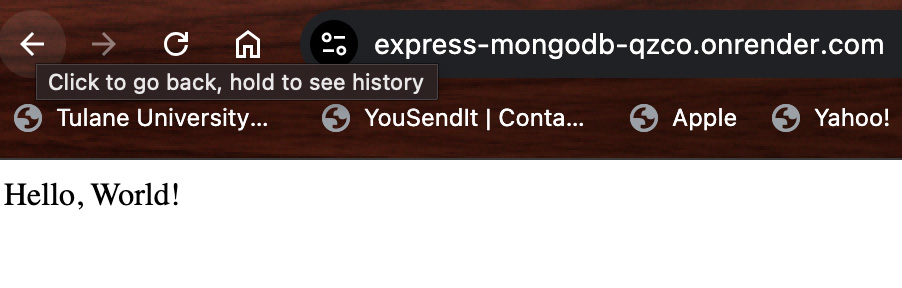 express-mongodb-qzco.onrender.com
Click to go back, hold to see history
Tulane University... YouSendIt | Conta... Apple Yahoo!
Hello, World!